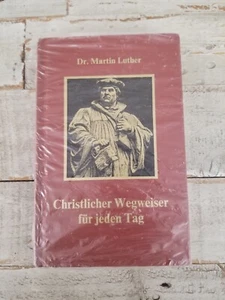 Dr. Martin Luther
Christlicher Wegweiser
für jeden Tag